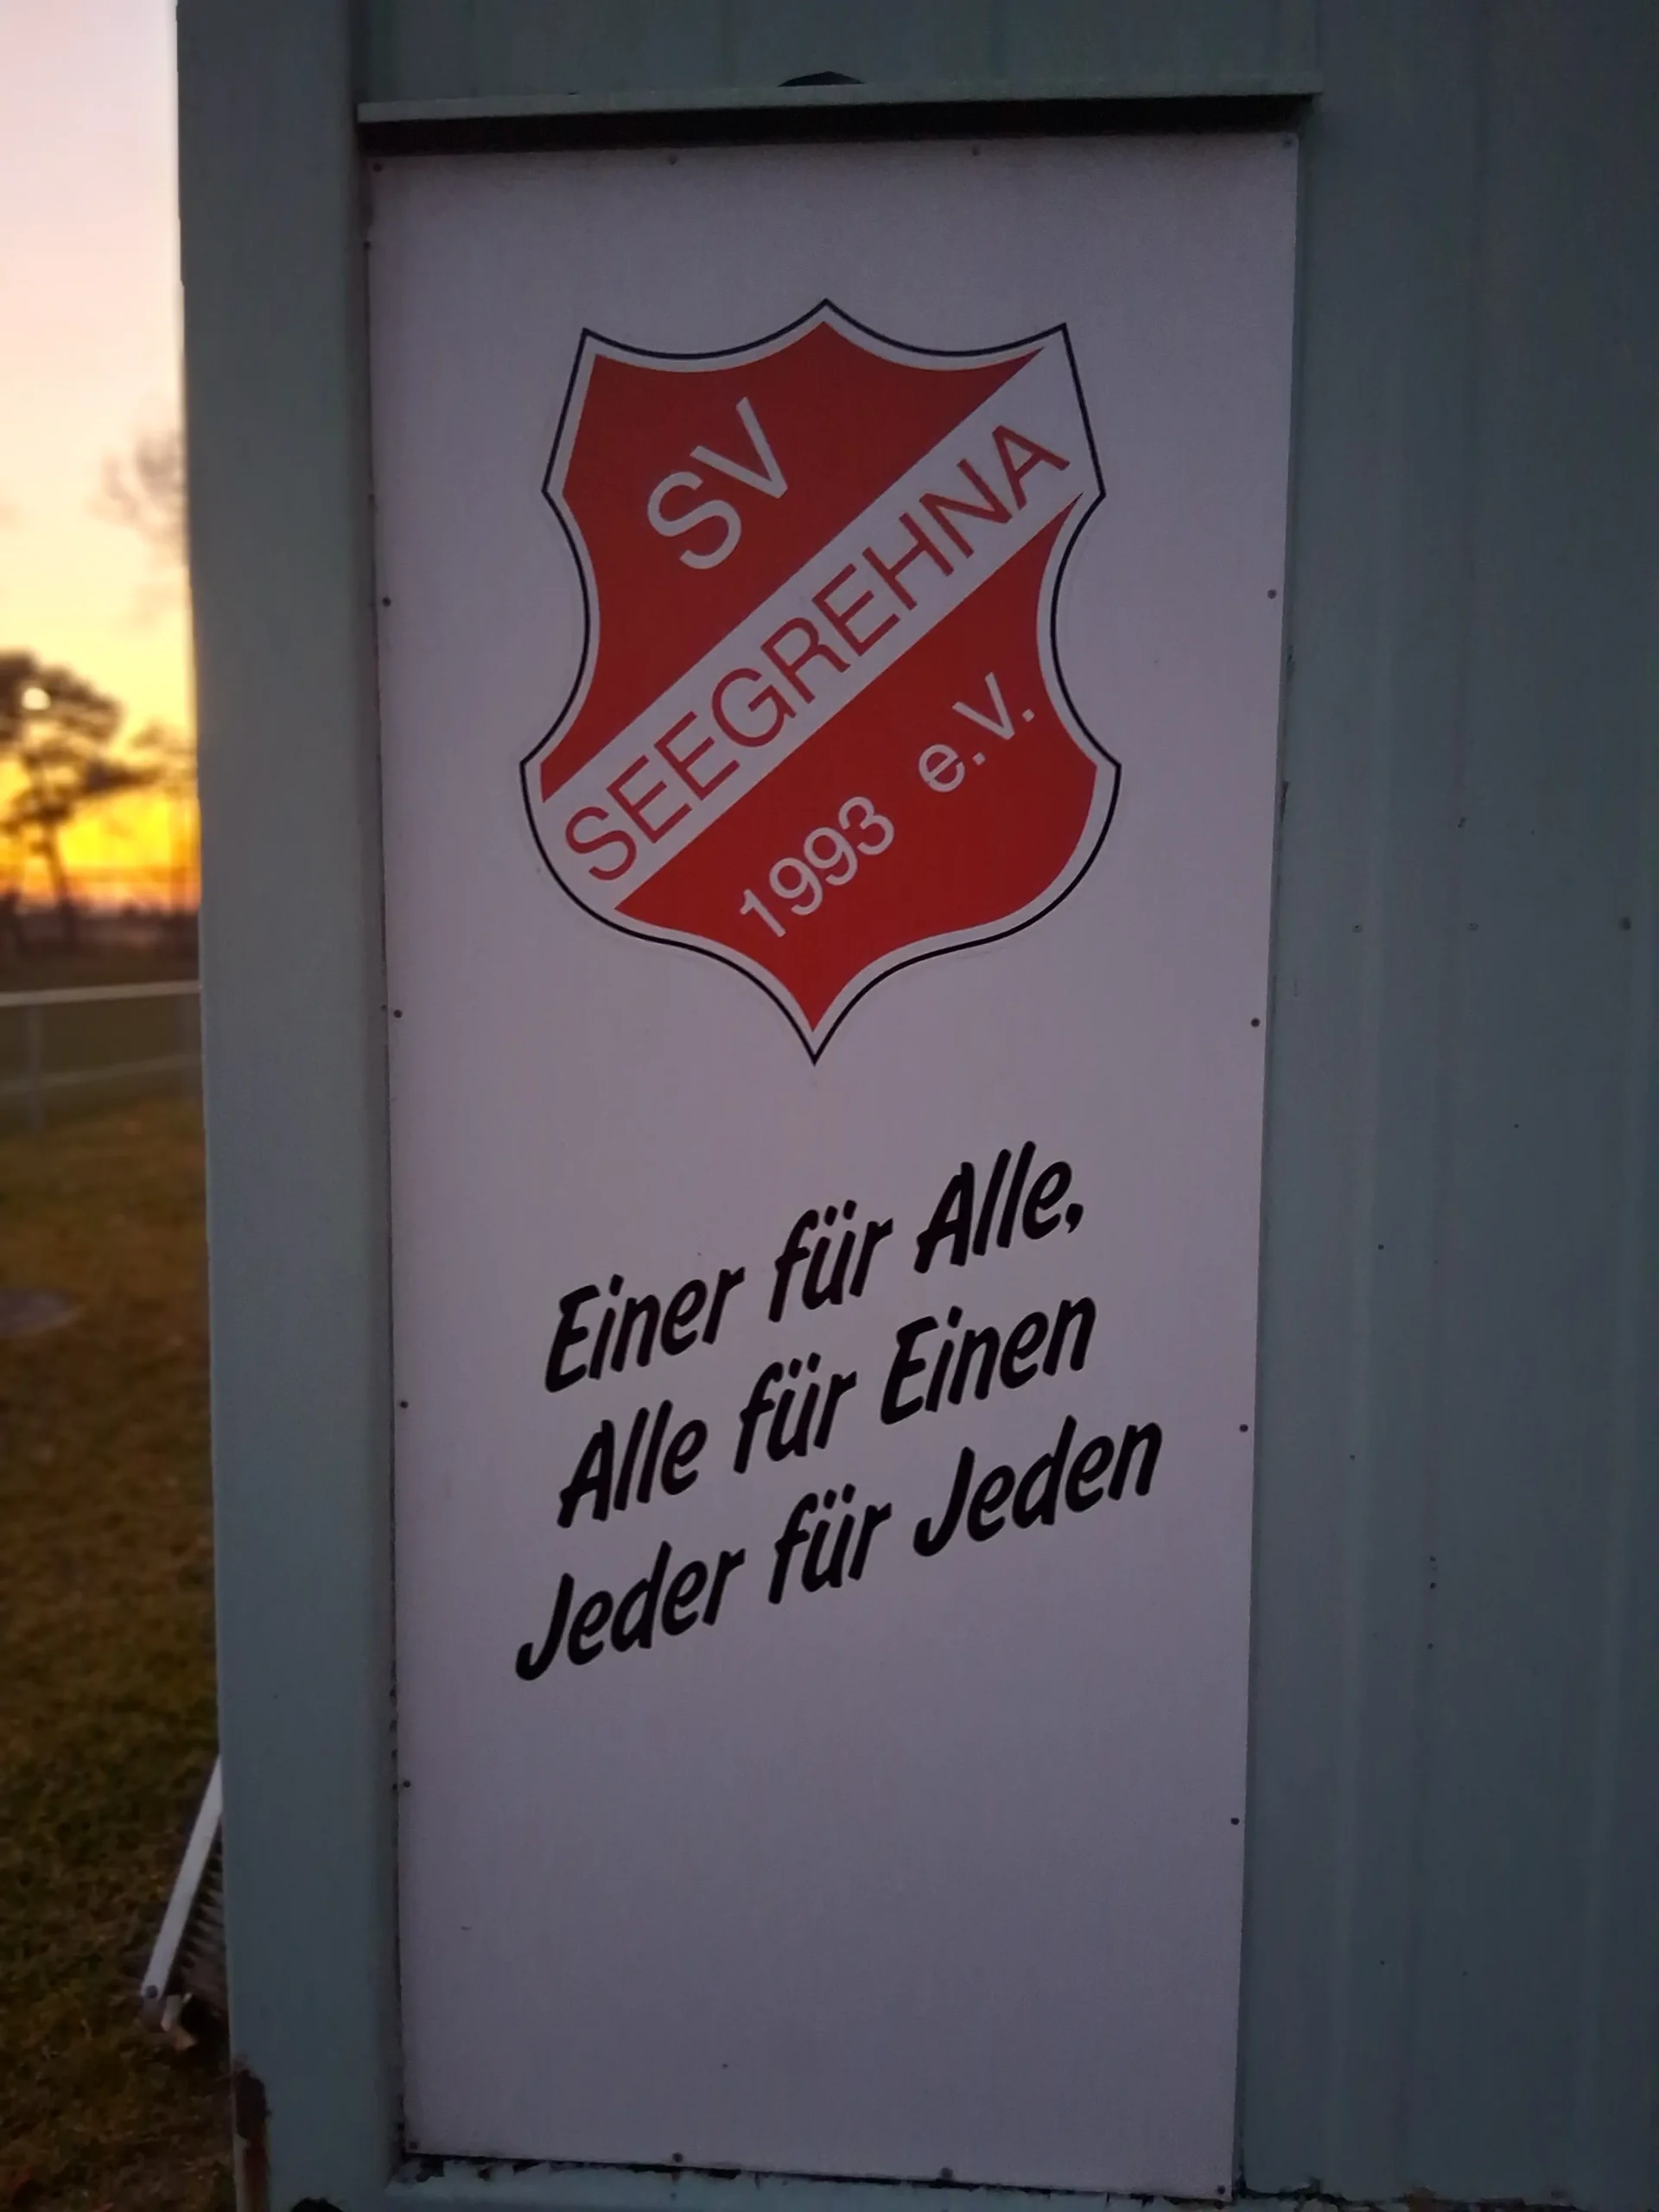 SV
SEEGREHNA
1993 e.V.
Einer für Alle,
Alle für Einen
Jeder für Jeden